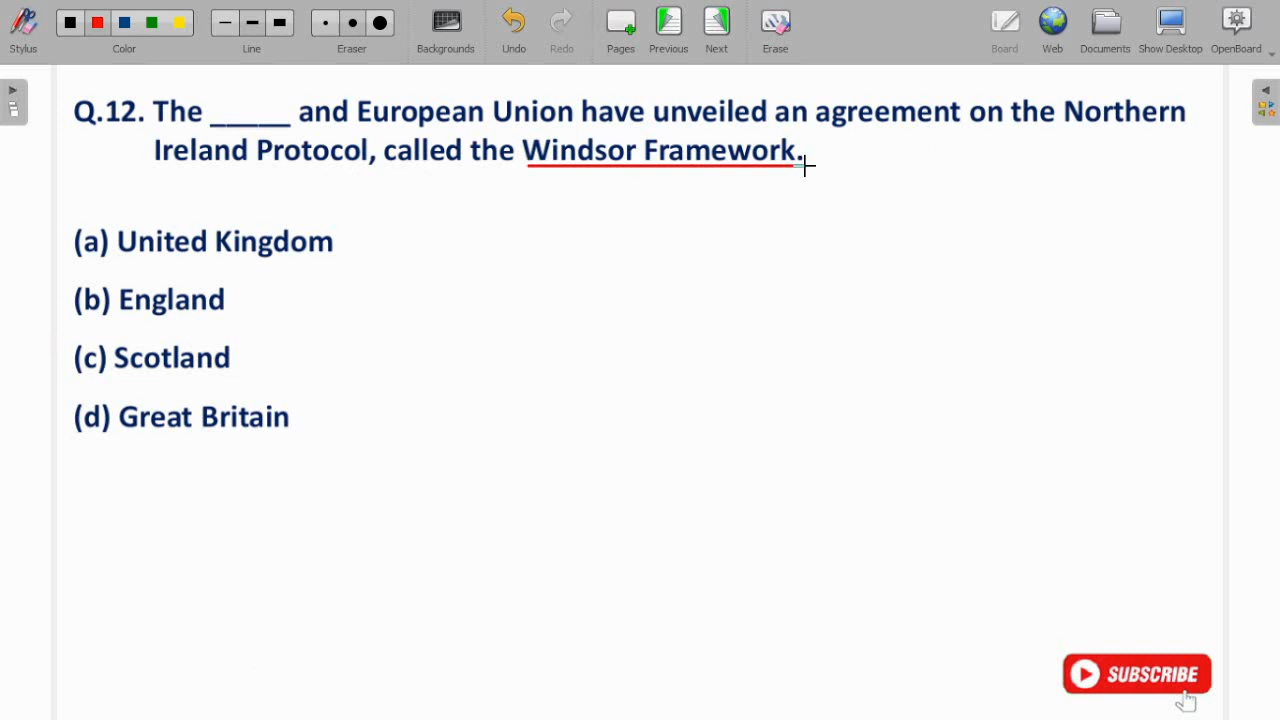 Stylus Color Line Eraser Backgrounds Undo Redo Pages Previous Next Erase Board Web Documents Show Desktop OpenBoard
Q.12. The _____ and European Union have unveiled an agreement on the Northern
Ireland Protocol, called the Windsor Framework.
(a) United Kingdom
(b) England
(c) Scotland
(d) Great Britain
SUBSCRIBE